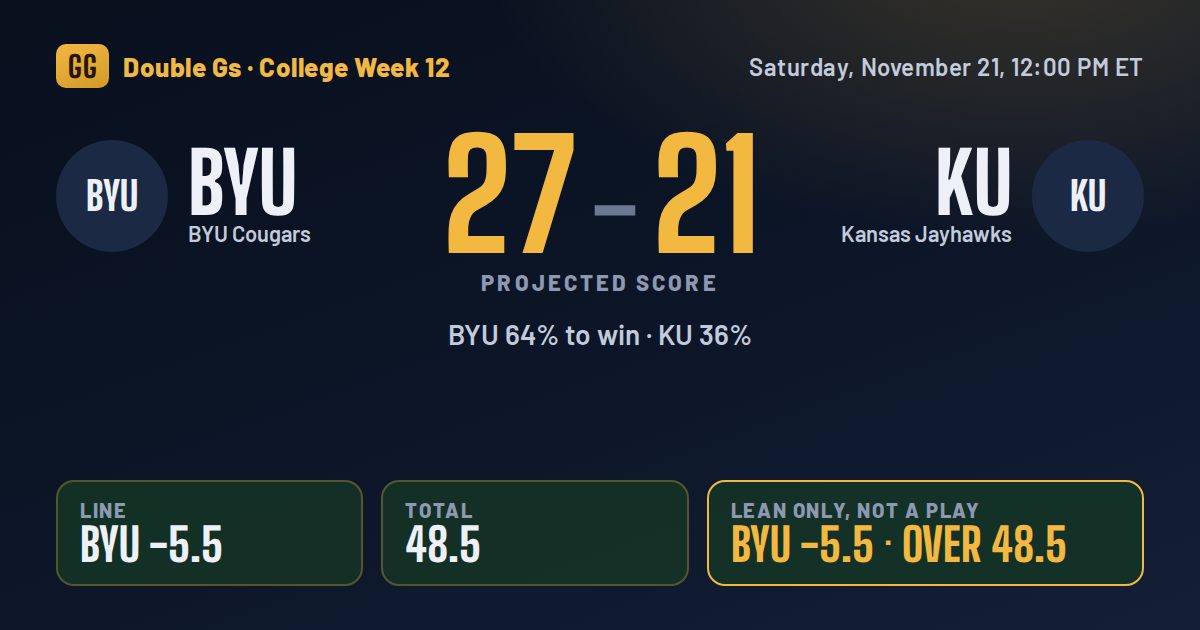 GG
Double Gs · College Week 12
Saturday, November 21, 12:00 PM ET
BYU
BYU
BYU Cougars
27 – 21
PROJECTED SCORE
BYU 64% to win · KU 36%
KU
Kansas Jayhawks
KU
LINE
BYU −5.5
TOTAL
48.5
LEAN ONLY, NOT A PLAY
BYU −5.5 · OVER 48.5